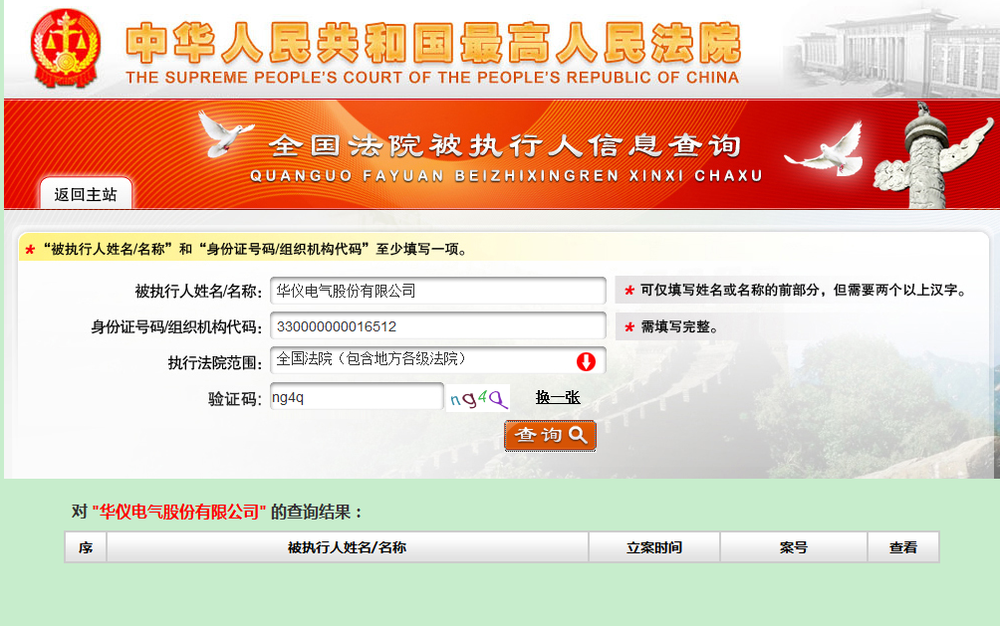 中华人民共和国最高人民法院
THE SUPREME PEOPLE'S COURT OF THE PEOPLE'S REPUBLIC OF CHINA
全国法院被执行人信息查询
QUANGUO FAYUAN BEIZHIXINGREN XINXI CHAXU
返回主站
* “被执行人姓名/名称”和“身份证号码/组织机构代码”至少填写一项。
被执行人姓名/名称: 华仪电气股份有限公司 * 可仅填写姓名或名称的前部分，但需要两个以上汉字。
身份证号码/组织机构代码: 330000000016512 * 需填写完整。
执行法院范围: 全国法院（包含地方各级法院）
验证码: ng4q ng4q 换一张
查询
对 "华仪电气股份有限公司" 的查询结果：
序 被执行人姓名/名称 立案时间 案号 查看